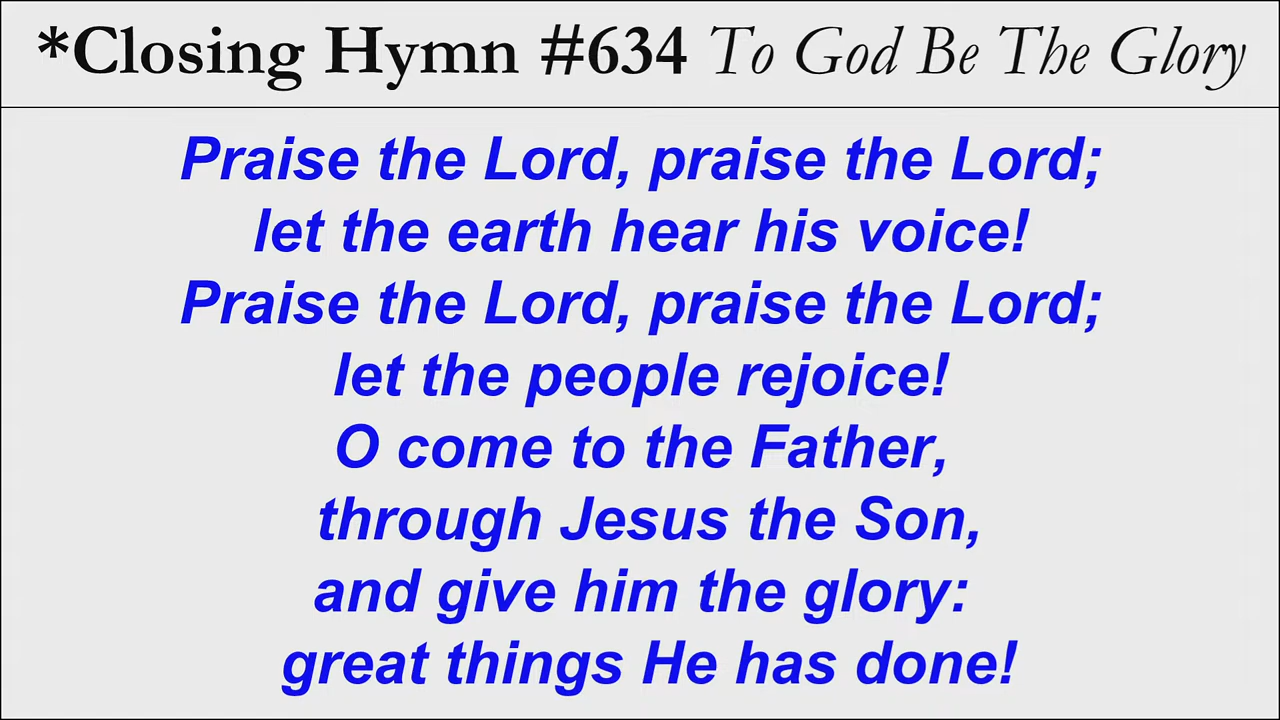 *Closing Hymn #634 To God Be The Glory
Praise the Lord, praise the Lord;
let the earth hear his voice!
Praise the Lord, praise the Lord;
let the people rejoice!
O come to the Father,
through Jesus the Son,
and give him the glory:
great things He has done!